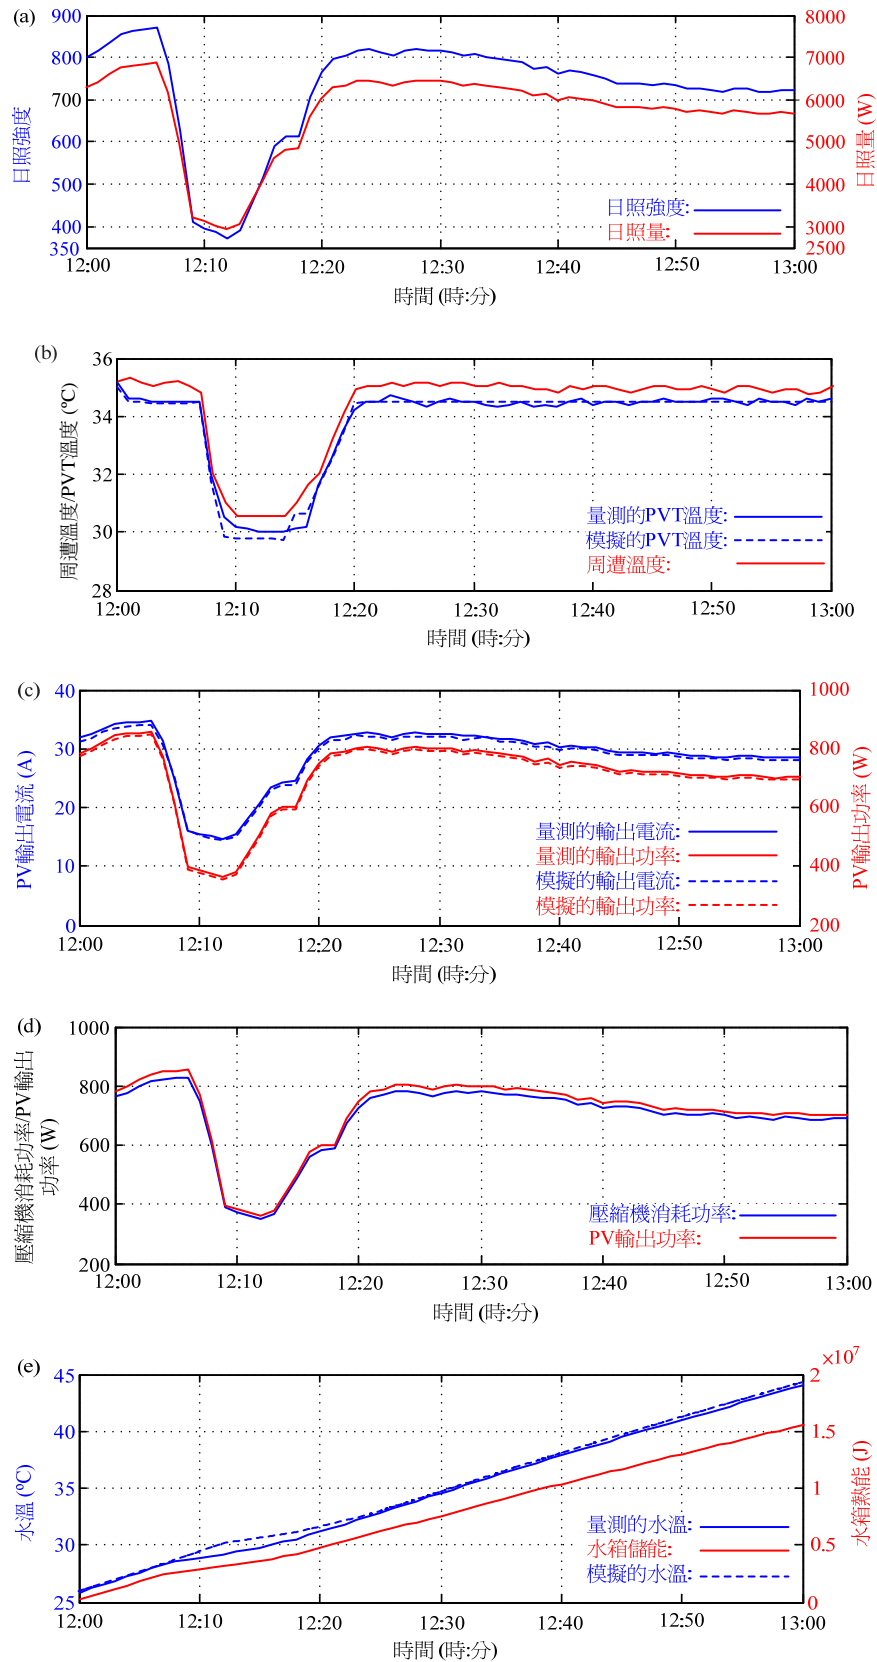 (a)
900
800
700
600
500
400
350
日照強度
8000
7000
6000
5000
4000
3000
2500
日照量 (W)
日照強度:
日照量:
12:00 12:10 12:20 12:30 12:40 12:50 13:00
時間 (時:分)
(b)
36
34
32
30
28
周遭溫度/PVT溫度 (ºC)
量測的PVT溫度:
模擬的PVT溫度:
周遭溫度:
12:00 12:10 12:20 12:30 12:40 12:50 13:00
時間 (時:分)
(c)
40
30
20
10
0
PV輸出電流 (A)
1000
800
600
400
200
PV輸出功率 (W)
量測的輸出電流:
量測的輸出功率:
模擬的輸出電流:
模擬的輸出功率:
12:00 12:10 12:20 12:30 12:40 12:50 13:00
時間 (時:分)
(d)
1000
800
600
400
200
壓縮機消耗功率/PV輸出
功率 (W)
壓縮機消耗功率:
PV輸出功率:
12:00 12:10 12:20 12:30 12:40 12:50 13:00
時間 (時:分)
(e)
45
40
35
30
25
水溫 (ºC)
×10⁷
2
1.5
1
0.5
0
水箱熱能 (J)
量測的水溫:
水箱儲能:
模擬的水溫:
12:00 12:10 12:20 12:30 12:40 12:50 13:00
時間 (時:分)